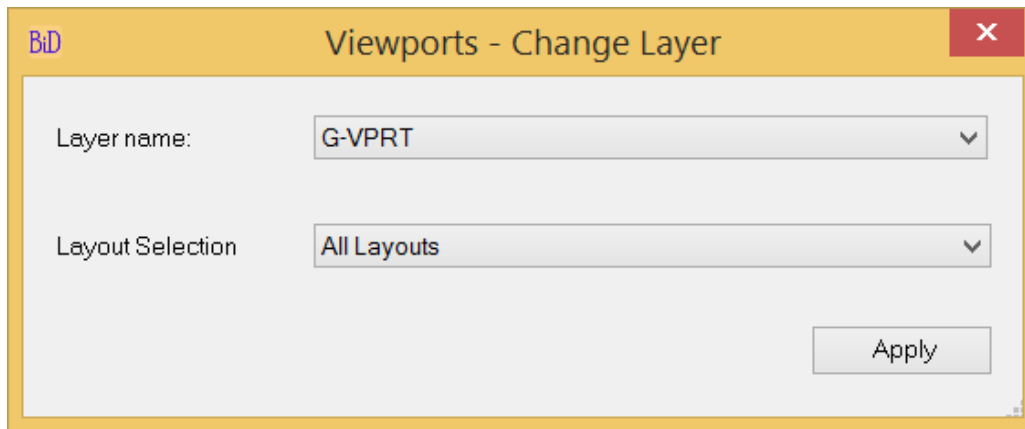 BiD Viewports - Change Layer
Layer name: G-VPRT
Layout Selection All Layouts
Apply